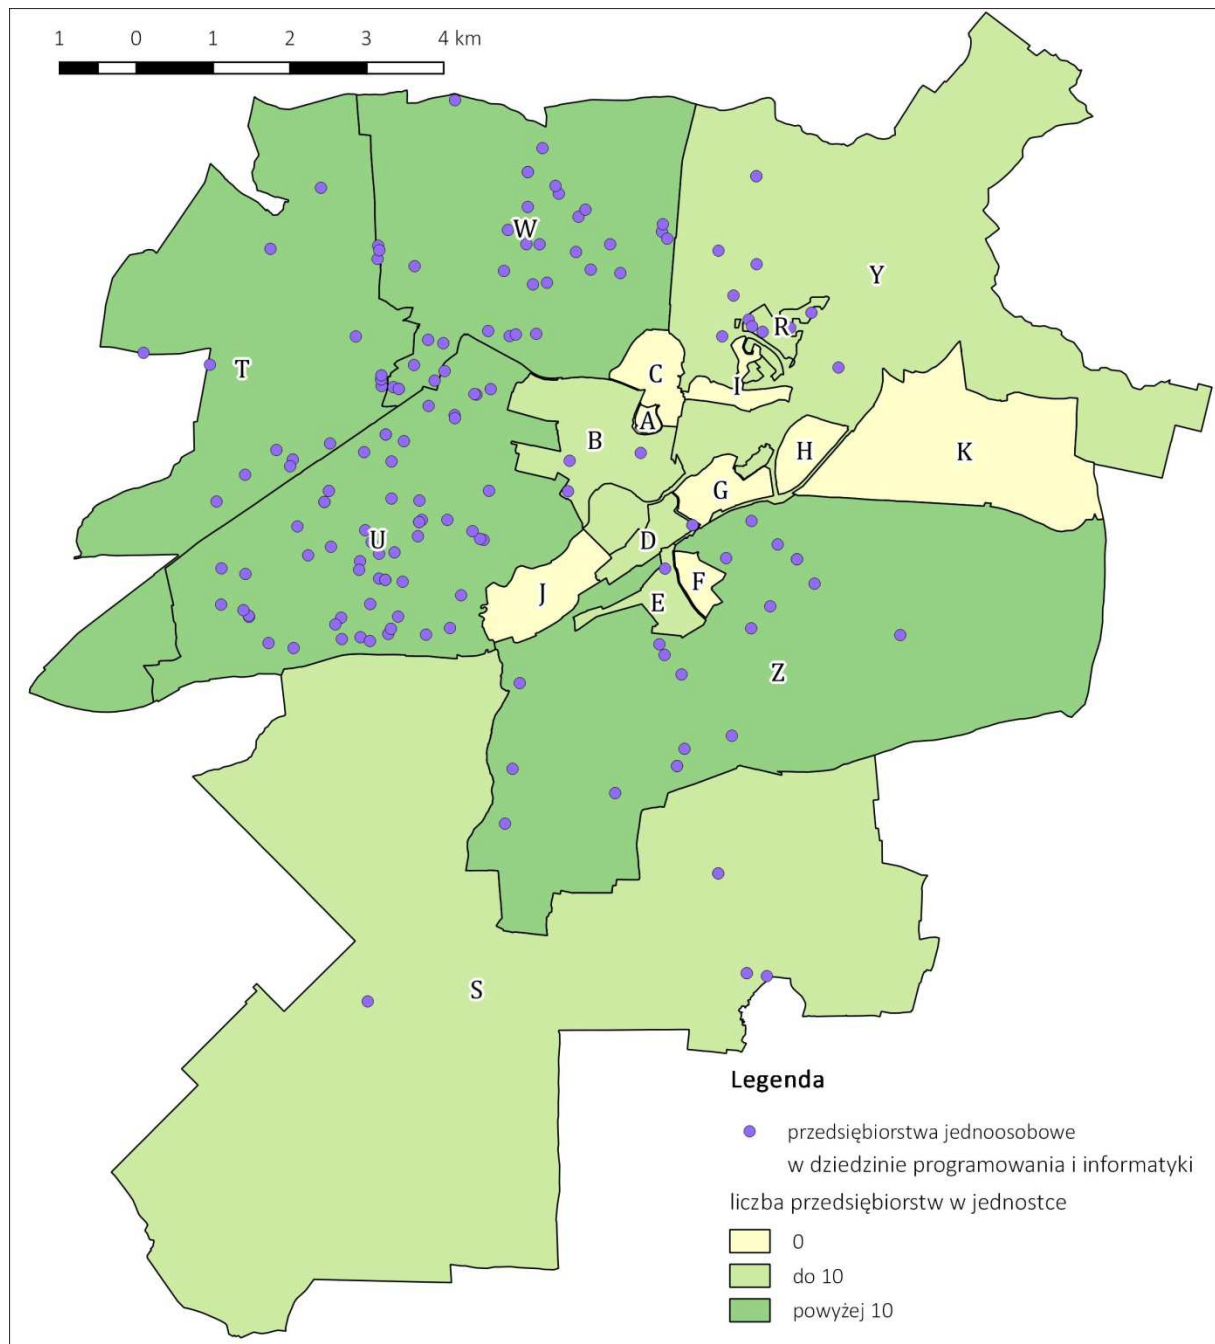 1 0 1 2 3 4 km
W
Y
R
T
C
I
A
B
H
K
G
U
D
F
J
E
Z
S
Legenda
przedsiębiorstwa jednoosobowe
w dziedzinie programowania i informatyki
liczba przedsiębiorstw w jednostce
0
do 10
powyżej 10